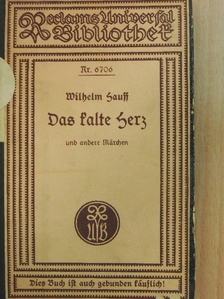 Reclams Universal
Bibliothek
Nr. 6706
Wilhelm Hauff
Das kalte Herz
und andere Märchen
UB
Dies Buch ist auch gebunden käuflich!